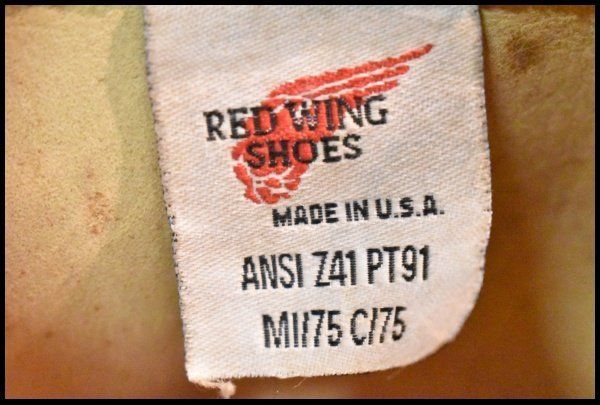 RED WING
SHOES
MADE IN U.S.A.
ANSI Z41 PT91
MI/75 C/75